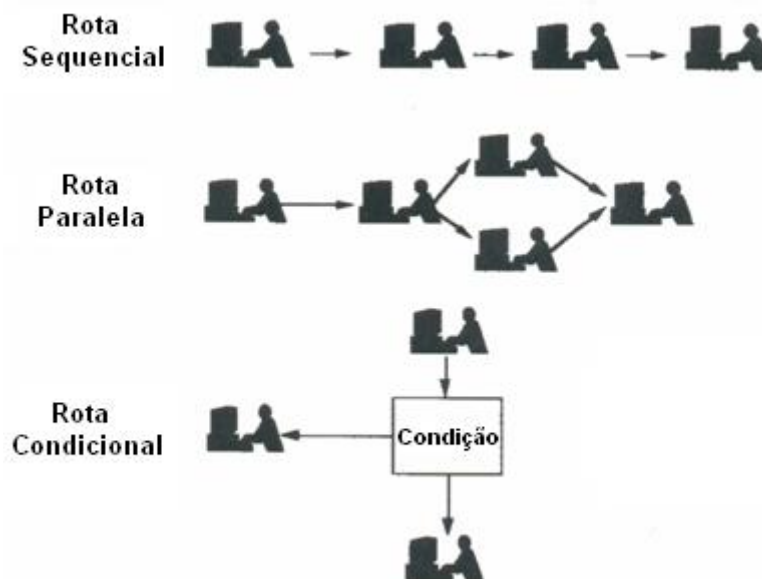 Rota
Sequencial
Rota
Paralela
Rota
Condicional
Condição